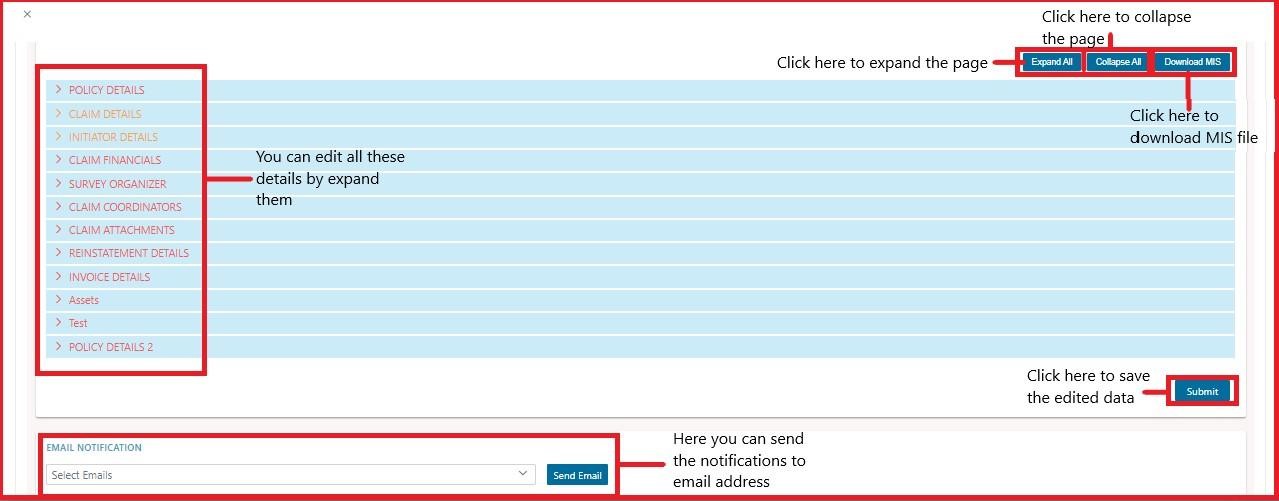 ×
Click here to collapse
the page
Click here to expand the page
Expand All
Collapse All
Download MIS
Click here to
download MIS file
POLICY DETAILS
CLAIM DETAILS
INITIATOR DETAILS
CLAIM FINANCIALS
SURVEY ORGANIZER
CLAIM COORDINATORS
CLAIM ATTACHMENTS
REINSTATEMENT DETAILS
INVOICE DETAILS
Assets
Test
POLICY DETAILS 2
You can edit all these
details by expand
them
Click here to save
the edited data
Submit
EMAIL NOTIFICATION
Select Emails
Send Email
Here you can send
the notifications to
email address